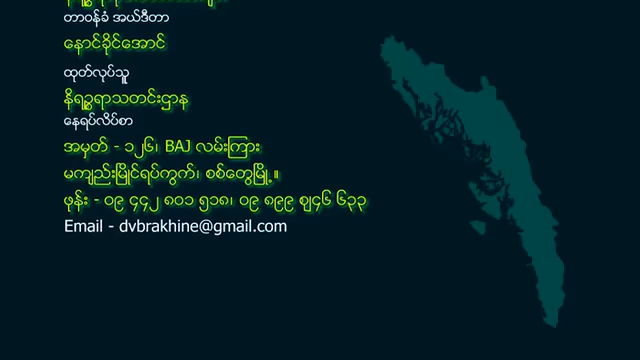 တာဝန်ခံ အယ်ဒီတာ
နောင်ခိုင်အောင်
ထုတ်လုပ်သူ
နိရဉ္စရာသတင်းဌာန
နေရပ်လိပ်စာ
အမှတ် - ၁၂၆၊ BAJ လမ်းကြား
မကျည်းမြိုင်ရပ်ကွက်၊ စစ်တွေမြို့။
ဖုန်း - ၀၉ ၄၄၂ ၈၀၁ ၅၁၈၊ ၀၉ ၈၉၉ ၅၂၄၆ ၆၃၃
Email - dvbrakhine@gmail.com